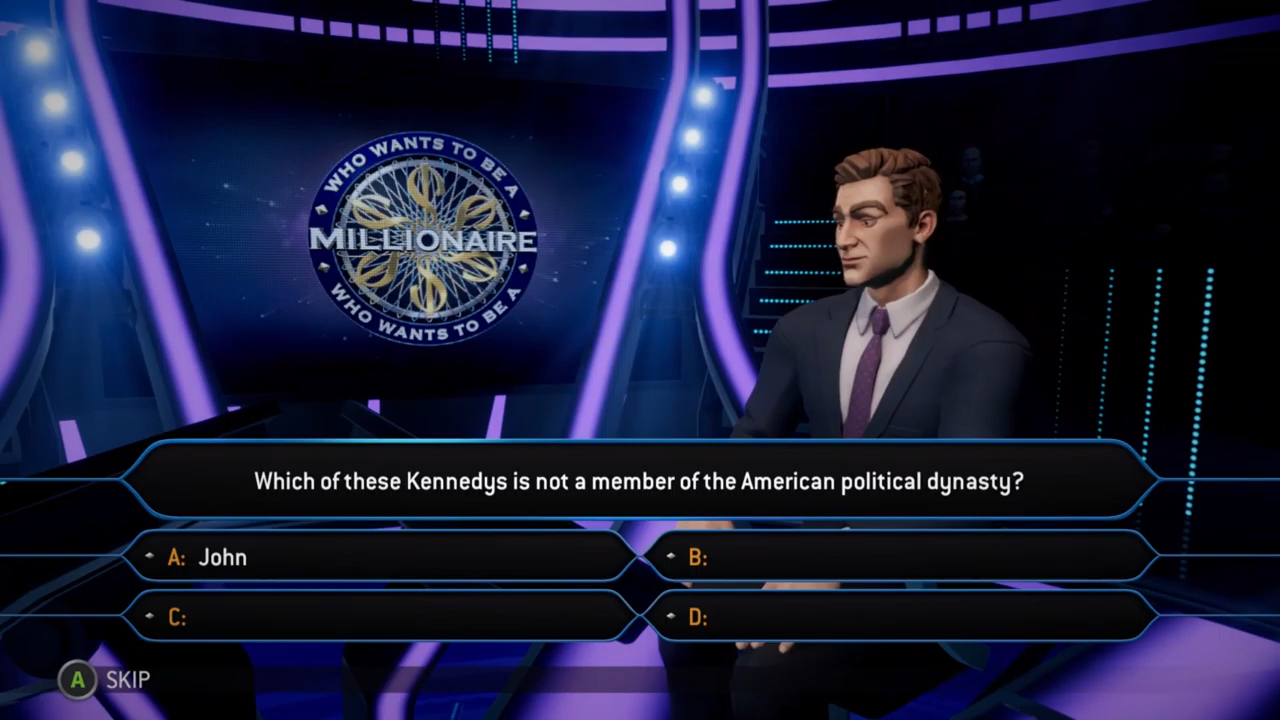 WHO WANTS TO BE A
MILLIONAIRE
WHO WANTS TO BE A
Which of these Kennedys is not a member of the American political dynasty?
A: John
B:
C:
D:
A SKIP